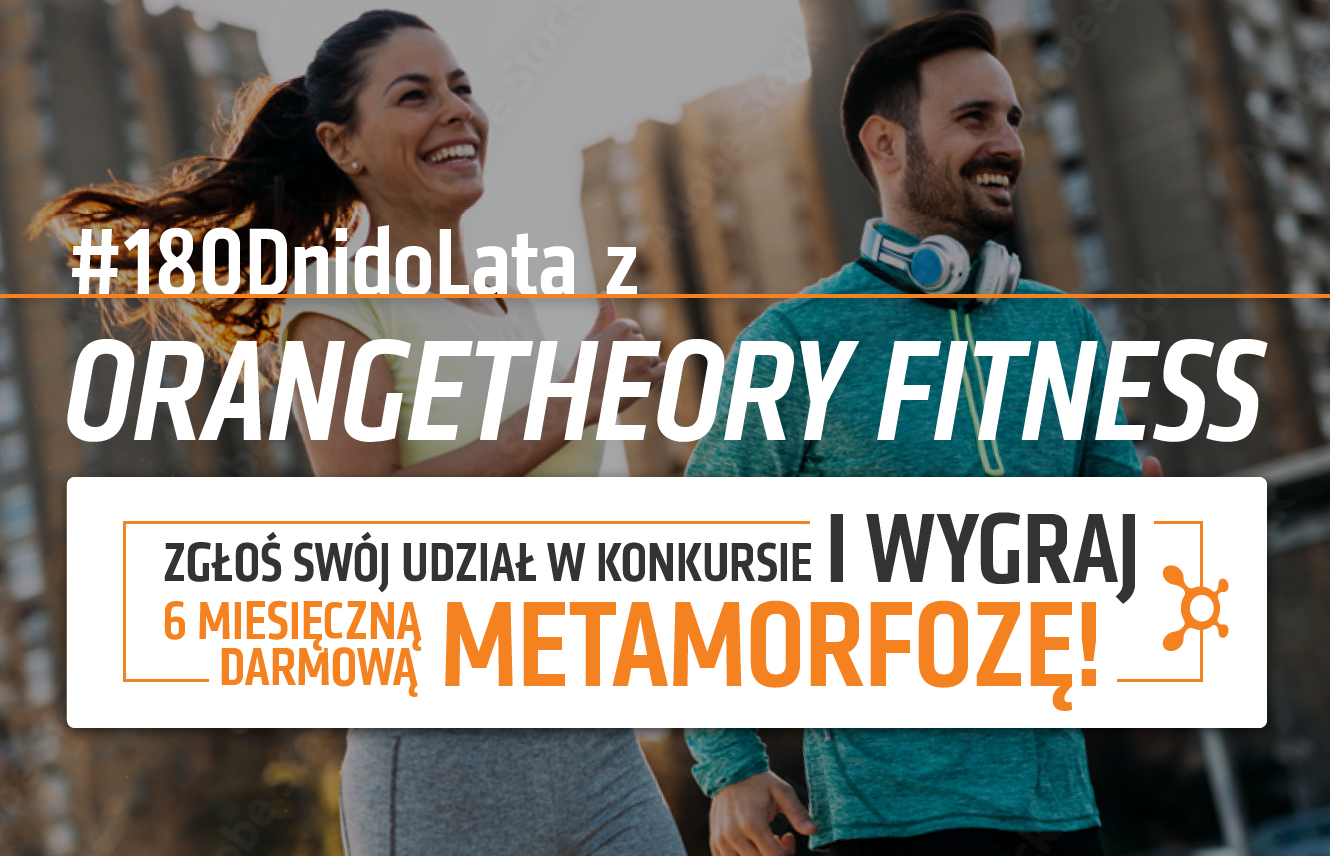 #180DnidoLata z
ORANGETHEORY FITNESS
ZGŁOŚ SWÓJ UDZIAŁ W KONKURSIE I WYGRAJ
6 MIESIĘCZNĄ
DARMOWĄ
METAMORFOZĘ!